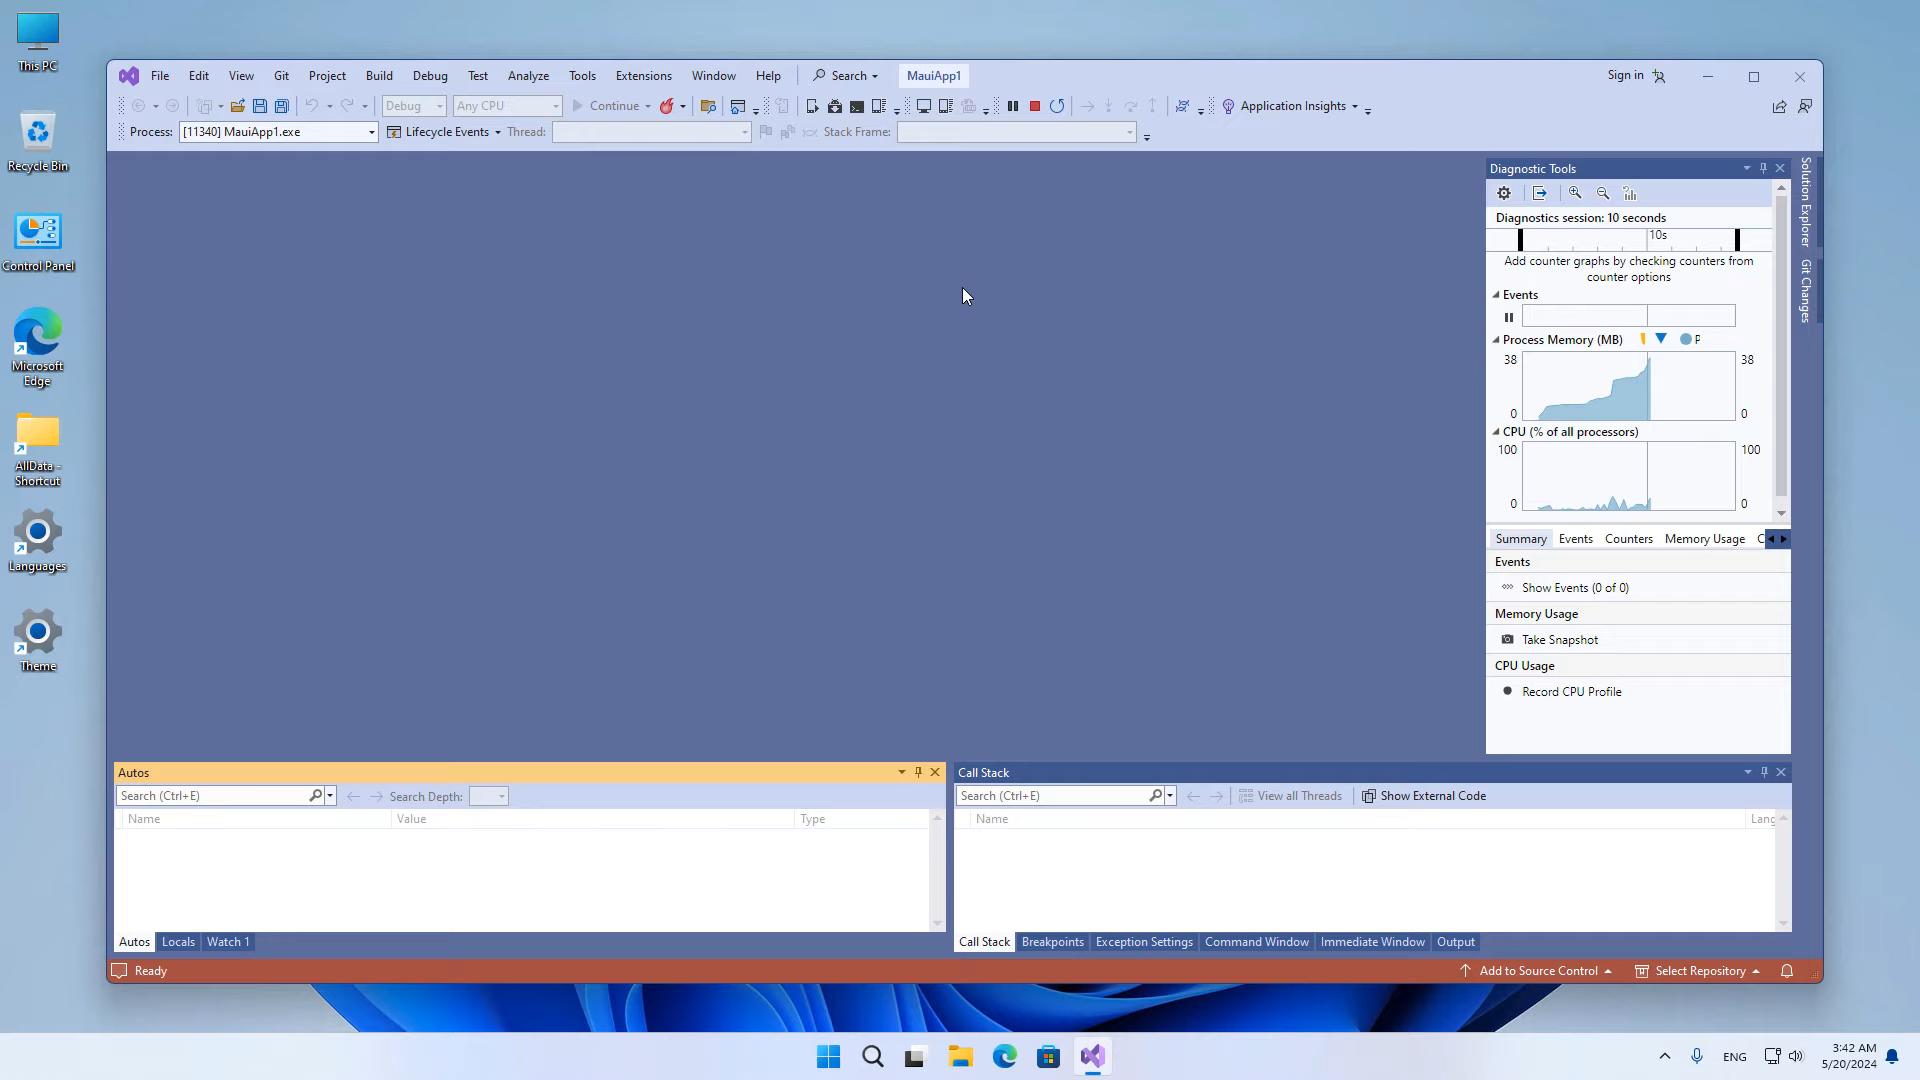 This PC
Recycle Bin
Control Panel
Microsoft
Edge
AllData -
Shortcut
Languages
Theme
File Edit View Git Project Build Debug Test Analyze Tools Extensions Window Help Search MauiApp1 Sign in
Debug Any CPU Continue Application Insights
Process: [11340] MauiApp1.exe Lifecycle Events Thread: Stack Frame:
Diagnostic Tools
Diagnostics session: 10 seconds
10s
Add counter graphs by checking counters from
counter options
Events
Process Memory (MB) P
38 38
0 0
CPU (% of all processors)
100 100
0 0
Summary Events Counters Memory Usage C
Events
Show Events (0 of 0)
Memory Usage
Take Snapshot
CPU Usage
Record CPU Profile
Solution Explorer
Git Changes
Autos
Search (Ctrl+E) Search Depth:
Name Value Type
Autos Locals Watch 1
Call Stack
Search (Ctrl+E) View all Threads Show External Code
Name Lang
Call Stack Breakpoints Exception Settings Command Window Immediate Window Output
Ready Add to Source Control Select Repository
ENG
3:42 AM
5/20/2024